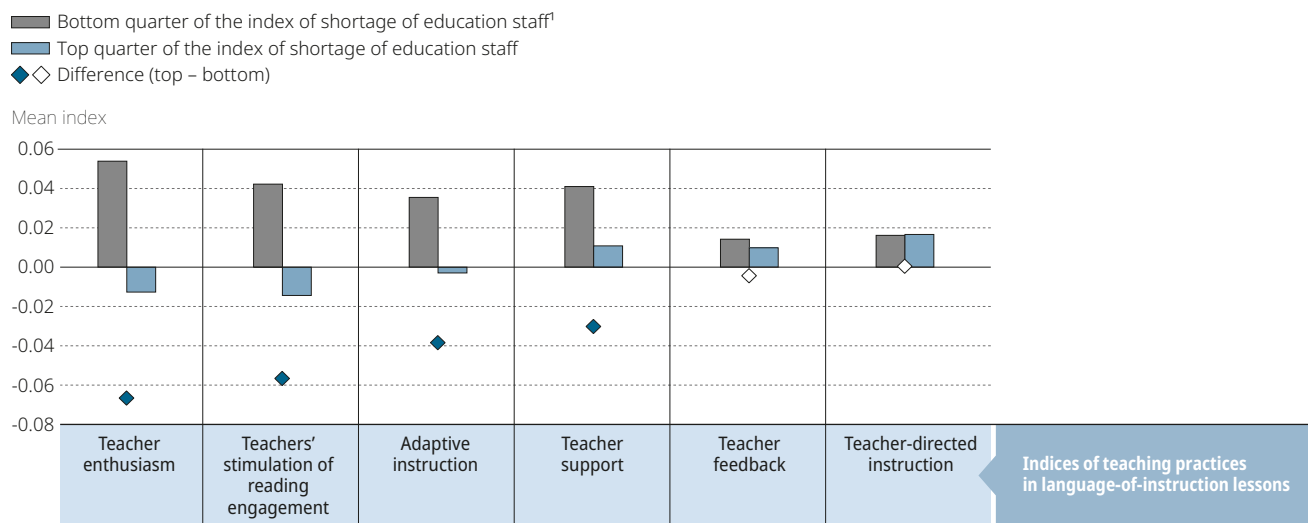 Bottom quarter of the index of shortage of education staff¹
Top quarter of the index of shortage of education staff
Difference (top – bottom)
Mean index
0.06
0.04
0.02
0.00
-0.02
-0.04
-0.06
-0.08
Teacher
enthusiasm
Teachers’
stimulation of
reading
engagement
Adaptive
instruction
Teacher
support
Teacher
feedback
Teacher-directed
instruction
Indices of teaching practices
in language-of-instruction lessons